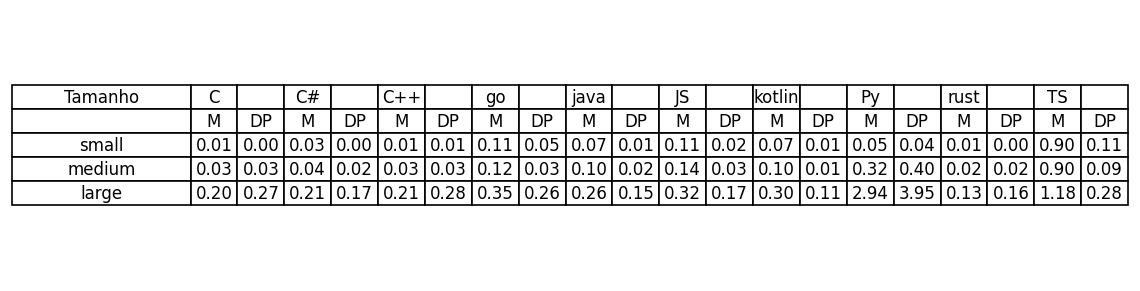 Tamanho C C# C++ go java JS kotlin Py rust TS
M DP M DP M DP M DP M DP M DP M DP M DP M DP M DP
small 0.01 0.00 0.03 0.00 0.01 0.01 0.11 0.05 0.07 0.01 0.11 0.02 0.07 0.01 0.05 0.04 0.01 0.00 0.90 0.11
medium 0.03 0.03 0.04 0.02 0.03 0.03 0.12 0.03 0.10 0.02 0.14 0.03 0.10 0.01 0.32 0.40 0.02 0.02 0.90 0.09
large 0.20 0.27 0.21 0.17 0.21 0.28 0.35 0.26 0.26 0.15 0.32 0.17 0.30 0.11 2.94 3.95 0.13 0.16 1.18 0.28